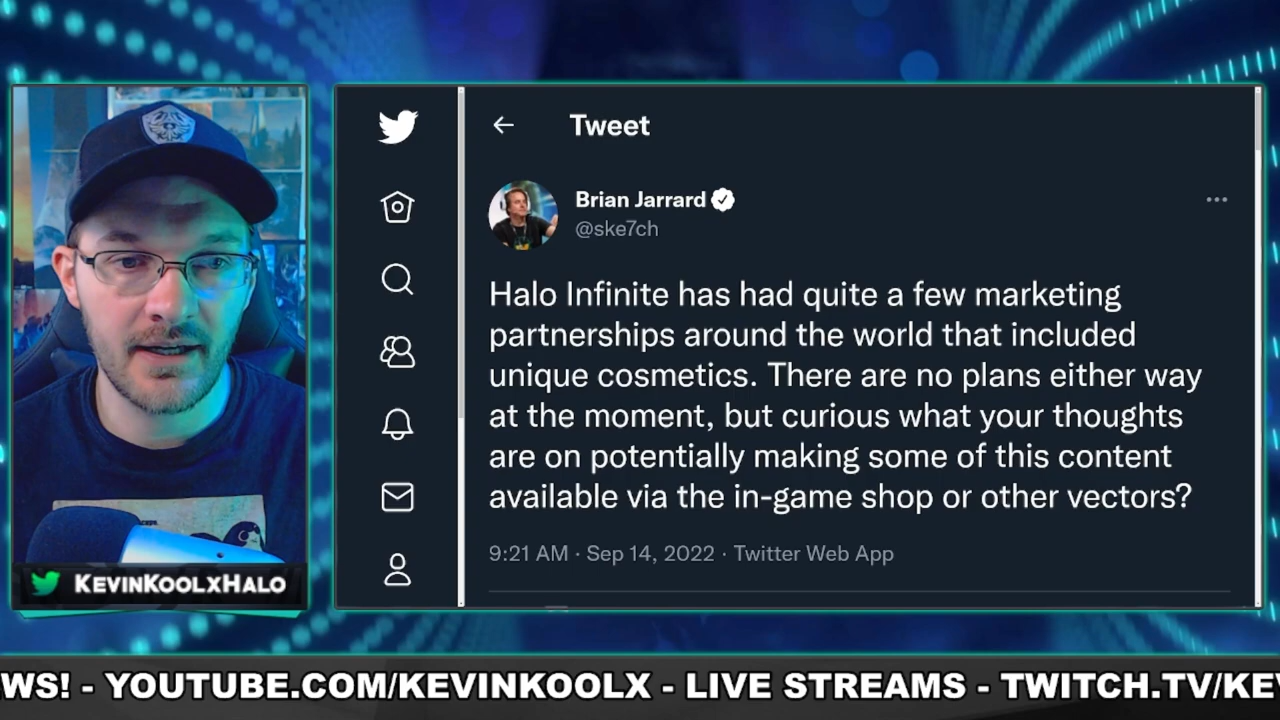 Tweet
Brian Jarrard
@ske7ch
Halo Infinite has had quite a few marketing
partnerships around the world that included
unique cosmetics. There are no plans either way
at the moment, but curious what your thoughts
are on potentially making some of this content
available via the in-game shop or other vectors?
9:21 AM · Sep 14, 2022 · Twitter Web App
KEVINKOOLXHALO
WS! - YOUTUBE.COM/KEVINKOOLX - LIVE STREAMS - TWITCH.TV/KEV